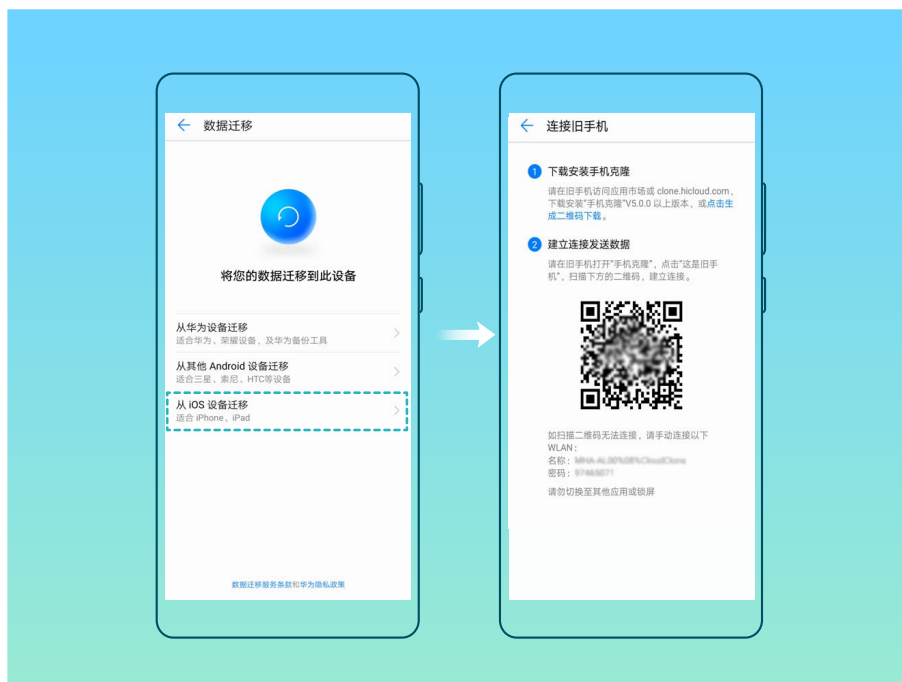 数据迁移
将您的数据迁移到此设备
从华为设备迁移
适合华为、荣耀设备，及华为备份工具
从其他 Android 设备迁移
适合三星、索尼、HTC等设备
从 iOS 设备迁移
适合 iPhone、iPad
数据迁移服务条款和华为隐私政策
连接旧手机
1 下载安装手机克隆
请在旧手机访问应用市场或 clone.hicloud.com，
下载安装“手机克隆”V5.0.0 以上版本，或点击生
成二维码下载。
2 建立连接发送数据
请在旧手机打开“手机克隆”，点击“这是旧手
机”，扫描下方的二维码，建立连接。
如扫描二维码无法连接，请手动连接以下
WLAN：
名称：
密码：
请勿切换至其他应用或锁屏